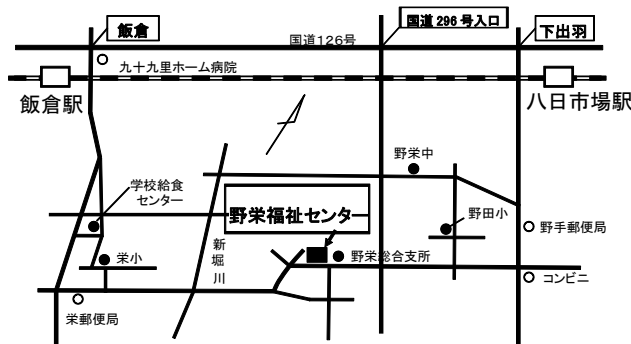 飯倉
国道126号
国道 296 号入口
下出羽
九十九里ホーム病院
飯倉駅
八日市場駅
野栄中
学校給食
センター
野栄福祉センタ
野田小
野手郵便局
新堀川
野栄総合支所
栄小
コンビニ
栄郵便局